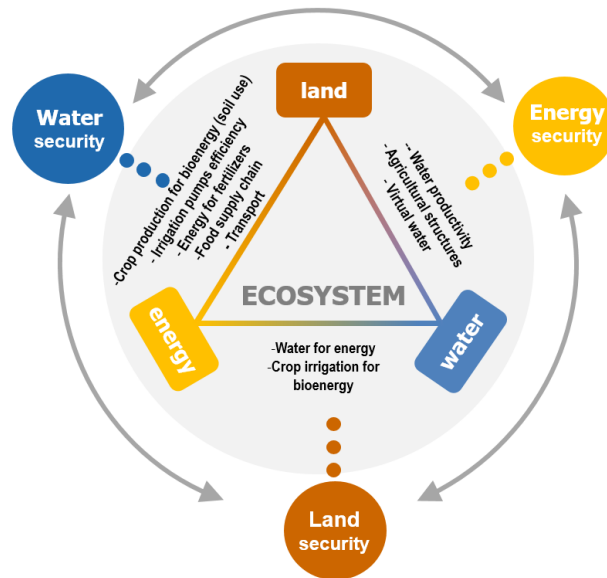 land
Water
security
Energy
security
-Crop production for bioenergy (soil use)
- Irrigation pumps efficiency
- Energy for fertilizers
-Food supply chain
- Transport
-- Water productivity
- Agricultural structures
- Virtual water
ECOSYSTEM
energy
water
-Water for energy
-Crop irrigation for
bioenergy
Land
security